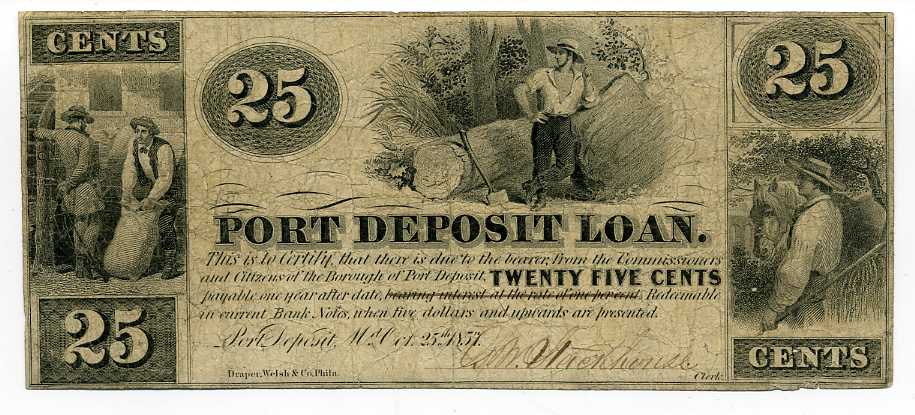 CENTS
25
25
PORT DEPOSIT LOAN.
This is to Certify, that there is due to the bearer from the Commissioners
and Citizens of the Borough of Port Deposit, TWENTY FIVE CENTS
payable one year after date, bearing interest at the rate of one per cent, Redeemable
in current Bank Notes, when five dollars and upwards are presented.
Port Deposit, Md. Oct. 25th 1857.
Draper, Welsh & Co. Phila.
Clerk.
25
CENTS